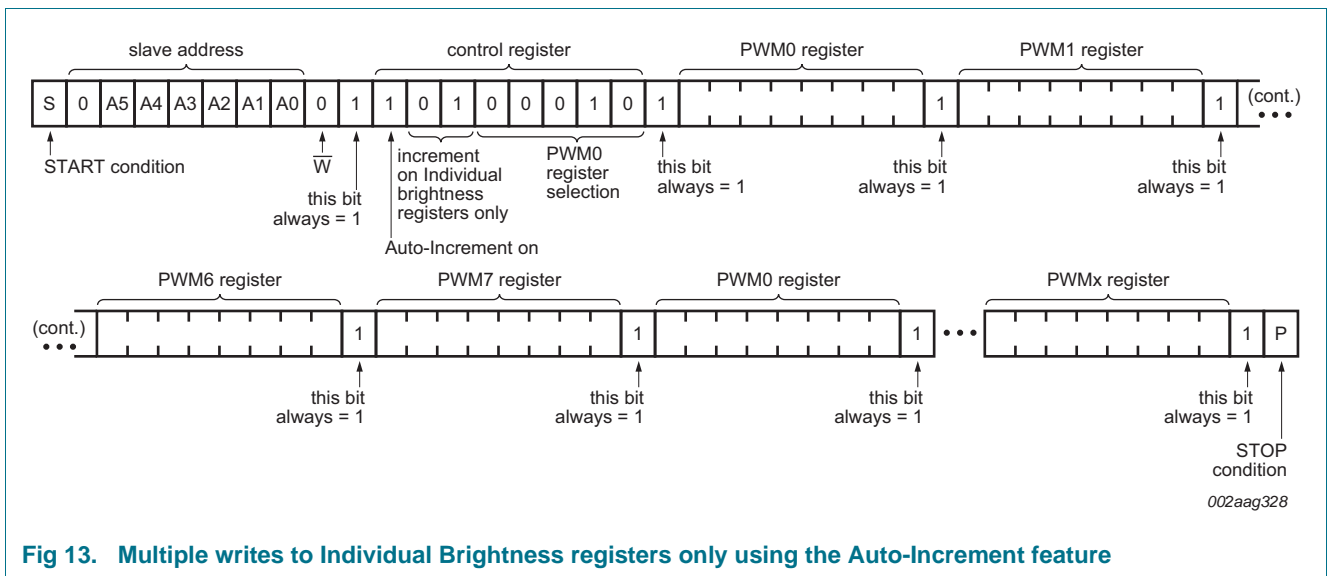 slave address control register PWM0 register PWM1 register
S 0 A5 A4 A3 A2 A1 A0 0 1 1 0 1 0 0 0 1 0 1 1 1 (cont.)
START condition
W
this bit
always = 1
Auto-Increment on
increment
on Individual
brightness
registers only
PWM0
register
selection
this bit
always = 1
this bit
always = 1
this bit
always = 1
PWM6 register PWM7 register PWM0 register PWMx register
(cont.) 1 1 1 1 P
this bit
always = 1
this bit
always = 1
this bit
always = 1
this bit
always = 1
STOP
condition
002aag328
Fig 13. Multiple writes to Individual Brightness registers only using the Auto-Increment feature